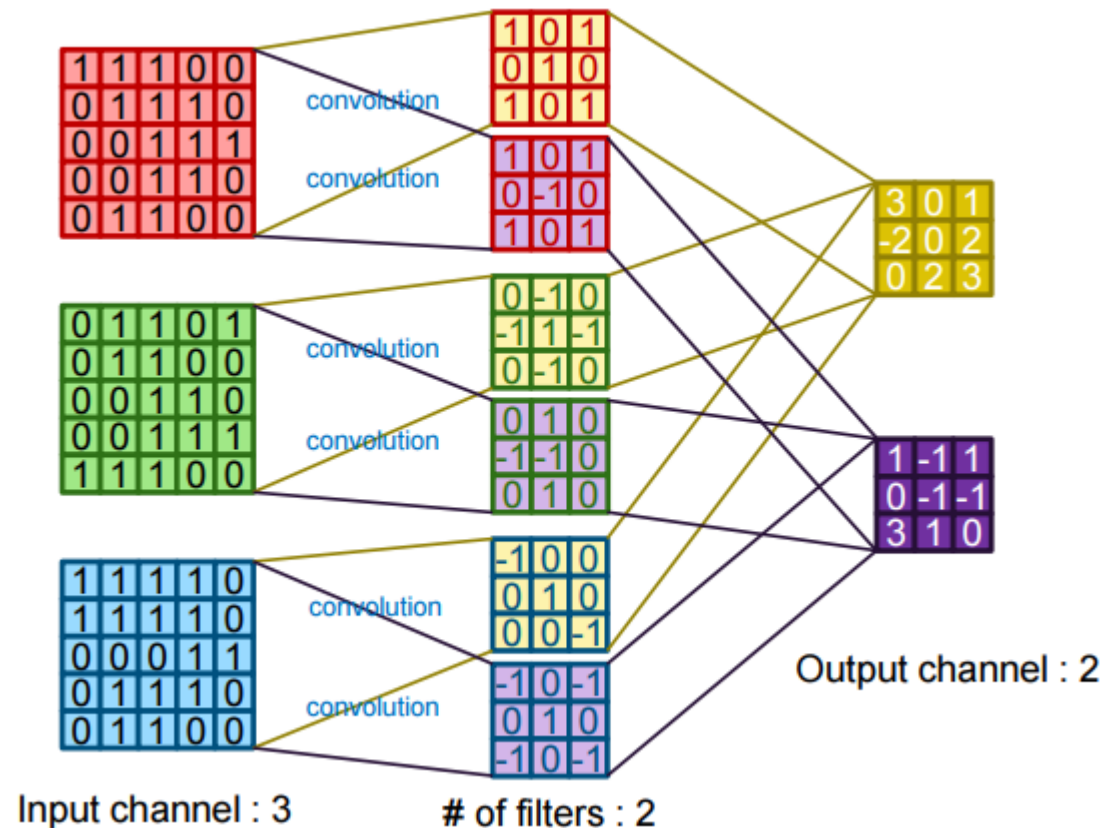 1 1 1 0 0
0 1 1 1 0
0 0 1 1 1
0 0 1 1 0
0 1 1 0 0
0 1 1 0 1
0 1 1 0 0
0 0 1 1 0
0 0 1 1 1
1 1 1 0 0
1 1 1 1 0
1 1 1 1 0
0 0 0 1 1
0 1 1 1 0
0 1 1 0 0
Input channel : 3
convolution
convolution
convolution
convolution
convolution
convolution
1 0 1
0 1 0
1 0 1
1 0 1
0 -1 0
1 0 1
0 -1 0
-1 1 -1
0 -1 0
0 1 0
-1 -1 0
0 1 0
-1 0 0
0 1 0
0 0 -1
-1 0 -1
0 1 0
-1 0 -1
# of filters : 2
3 0 1
-2 0 2
0 2 3
1 -1 1
0 -1 -1
3 1 0
Output channel : 2